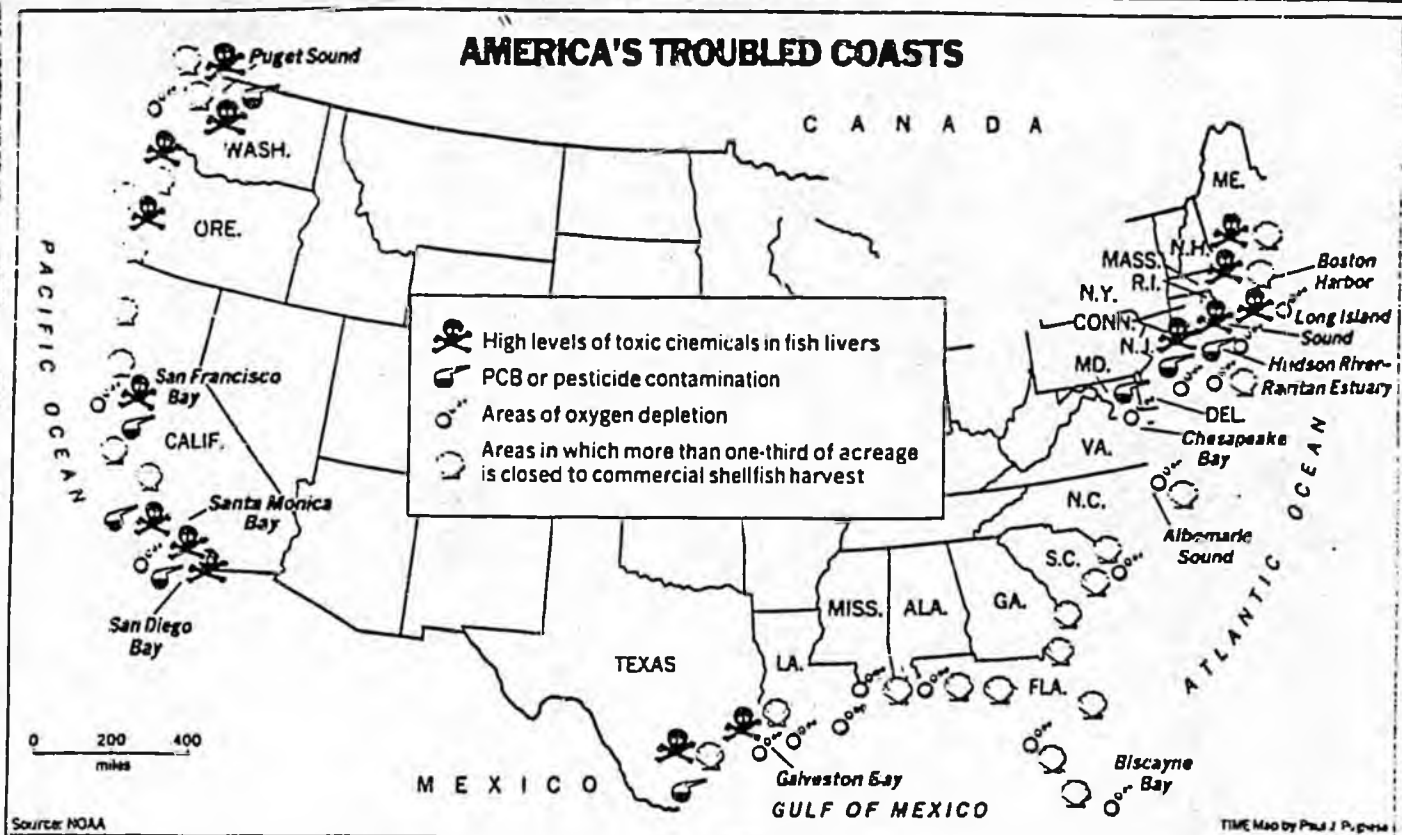 AMERICA'S TROUBLED COASTS
Puget Sound
CANADA
WASH.
ME.
ORE.
N.H.
MASS.
Boston
Harbor
R.I.
N.Y.
CONN.
Long Island
Sound
N.J.
MD.
Hudson River-
Raritan Estuary
DEL.
Chesapeake
Bay
VA.
N.C.
Albemarle
Sound
S.C.
PACIFIC OCEAN
San Francisco
Bay
CALIF.
Santa Monica
Bay
San Diego
Bay
High levels of toxic chemicals in fish livers
PCB or pesticide contamination
Areas of oxygen depletion
Areas in which more than one-third of acreage
is closed to commercial shellfish harvest
MISS.
ALA.
GA.
TEXAS
LA.
FLA.
ATLANTIC OCEAN
Biscayne
Bay
Galveston Bay
GULF OF MEXICO
MEXICO
0 200 400
miles
Source: NOAA
TIME Map by Paul J.